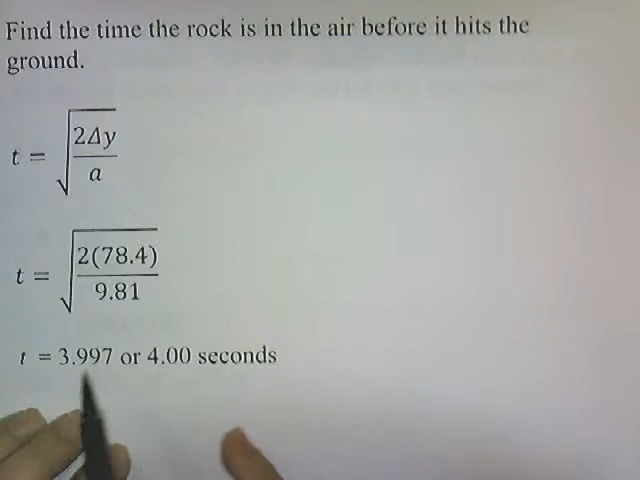 Find the time the rock is in the air before it hits the
ground.
t = √(2Δy/a)
t = √(2(78.4)/9.81)
t = 3.997 or 4.00 seconds